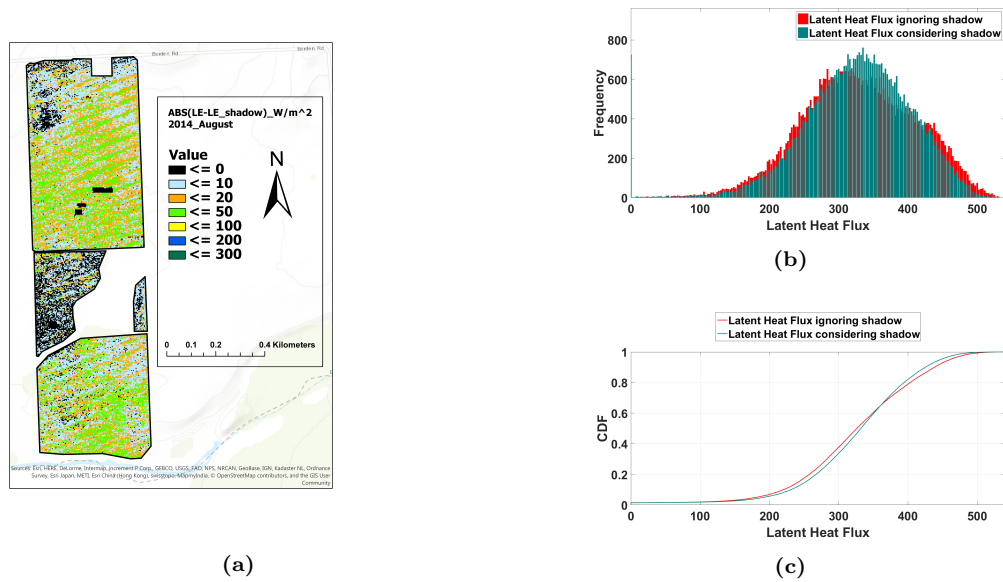 Borden Rd
Borden Rd
ABS(LE-LE_shadow)_W/m^2
2014_August
Value
<= 0
<= 10
<= 20
<= 50
<= 100
<= 200
<= 300
N
0 0.1 0.2 0.4 Kilometers
Sources: Esri, HERE, DeLorme, Intermap, increment P Corp., GEBCO, USGS, FAO, NPS, NRCAN, GeoBase, IGN, Kadaster NL, Ordnance
Survey, Esri Japan, METI, Esri China (Hong Kong), swisstopo, MapmyIndia, © OpenStreetMap contributors, and the GIS User
Community
(a)
Latent Heat Flux ignoring shadow
Latent Heat Flux considering shadow
Frequency
800
600
400
200
0
0 100 200 300 400 500
Latent Heat Flux
(b)
Latent Heat Flux ignoring shadow
Latent Heat Flux considering shadow
CDF
1
0.8
0.6
0.4
0.2
0
0 100 200 300 400 500
Latent Heat Flux
(c)